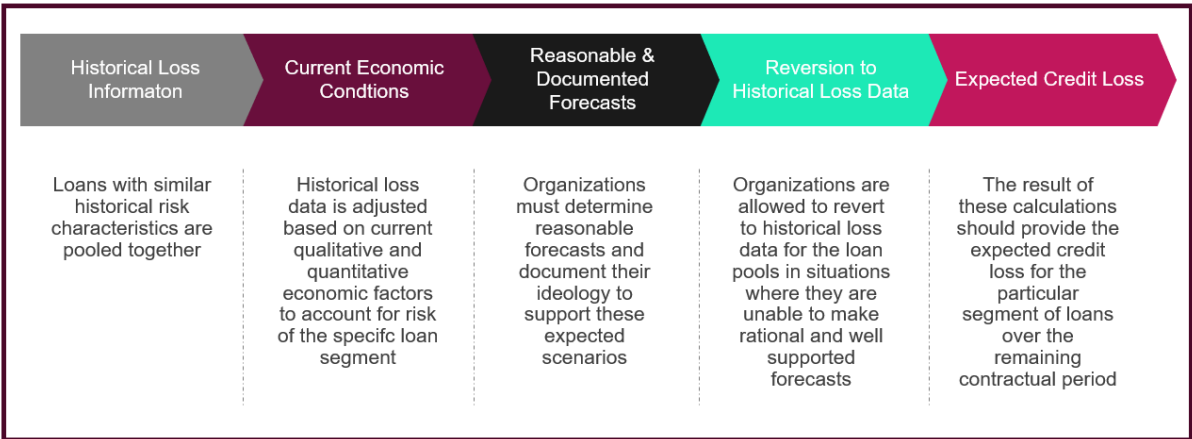 Historical Loss
Informaton
Current Economic
Condtions
Reasonable &
Documented
Forecasts
Reversion to
Historical Loss Data
Expected Credit Loss
Loans with similar
historical risk
characteristics are
pooled together
Historical loss
data is adjusted
based on current
qualitative and
quantitative
economic factors
to account for risk
of the specifc loan
segment
Organizations
must determine
reasonable
forecasts and
document their
ideology to
support these
expected
scenarios
Organizations are
allowed to revert
to historical loss
data for the loan
pools in situations
where they are
unable to make
rational and well
supported
forecasts
The result of
these calculations
should provide the
expected credit
loss for the
particular
segment of loans
over the
remaining
contractual period